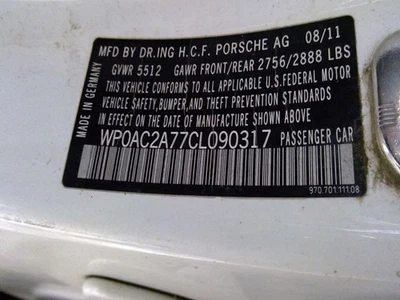 MFD BY DR.ING H.C.F. PORSCHE AG 08/11
GVWR 5512 GAWR FRONT/REAR 2756/2888 LBS
THIS VEHICLE CONFORMS TO ALL APPLICABLE U.S.FEDERAL MOTOR
VEHICLE SAFETY,BUMPER,AND THEFT PREVENTION STANDARDS
IN EFFECT ON THE DATE OF MANUFACTURE SHOWN ABOVE
WP0AC2A77CL090317 PASSENGER CAR
MADE IN GERMANY
970.701.111.08